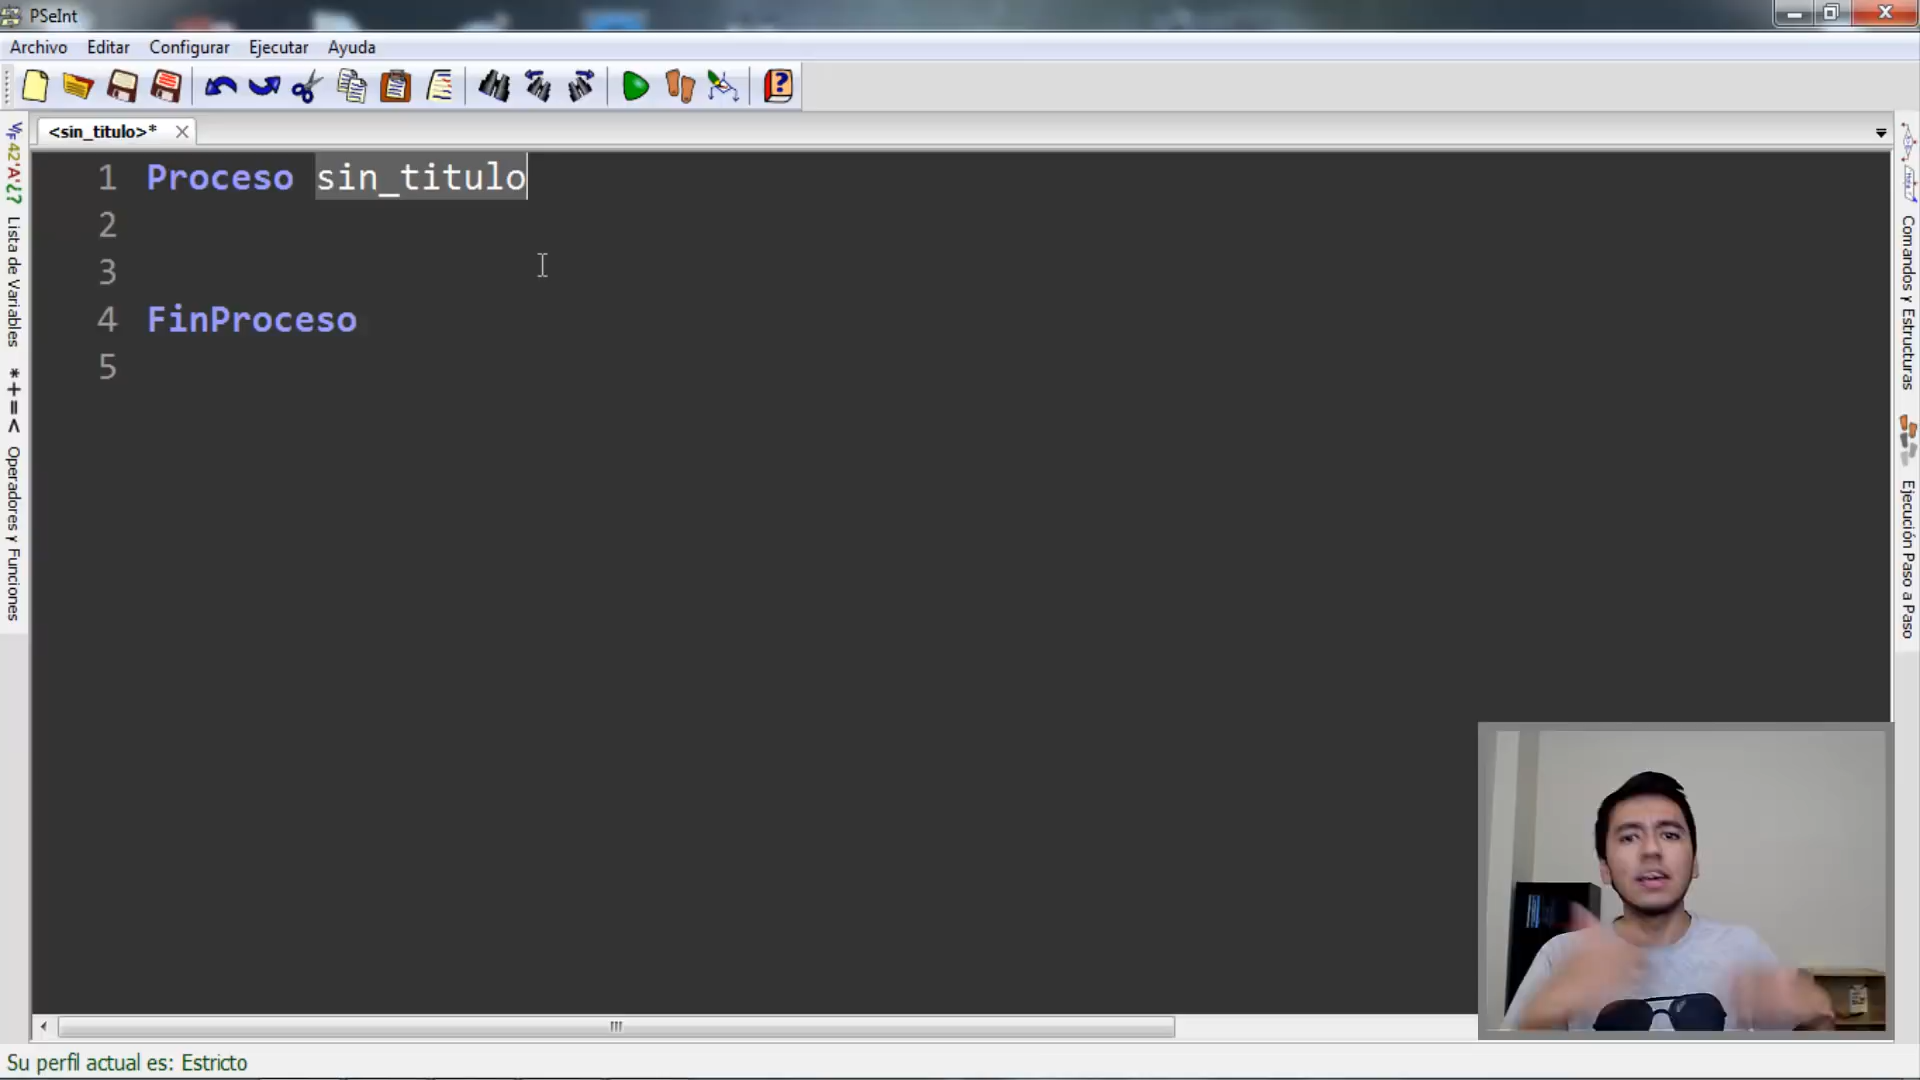 PSeInt
Archivo Editar Configurar Ejecutar Ayuda
<sin_titulo>*
1 Proceso sin_titulo
2
3
4 FinProceso
5
42'A'¿?
Lista de Variables
*+=<
Operadores y Funciones
Comandos y Estructuras
Ejecución Paso a Paso
Su perfil actual es: Estricto